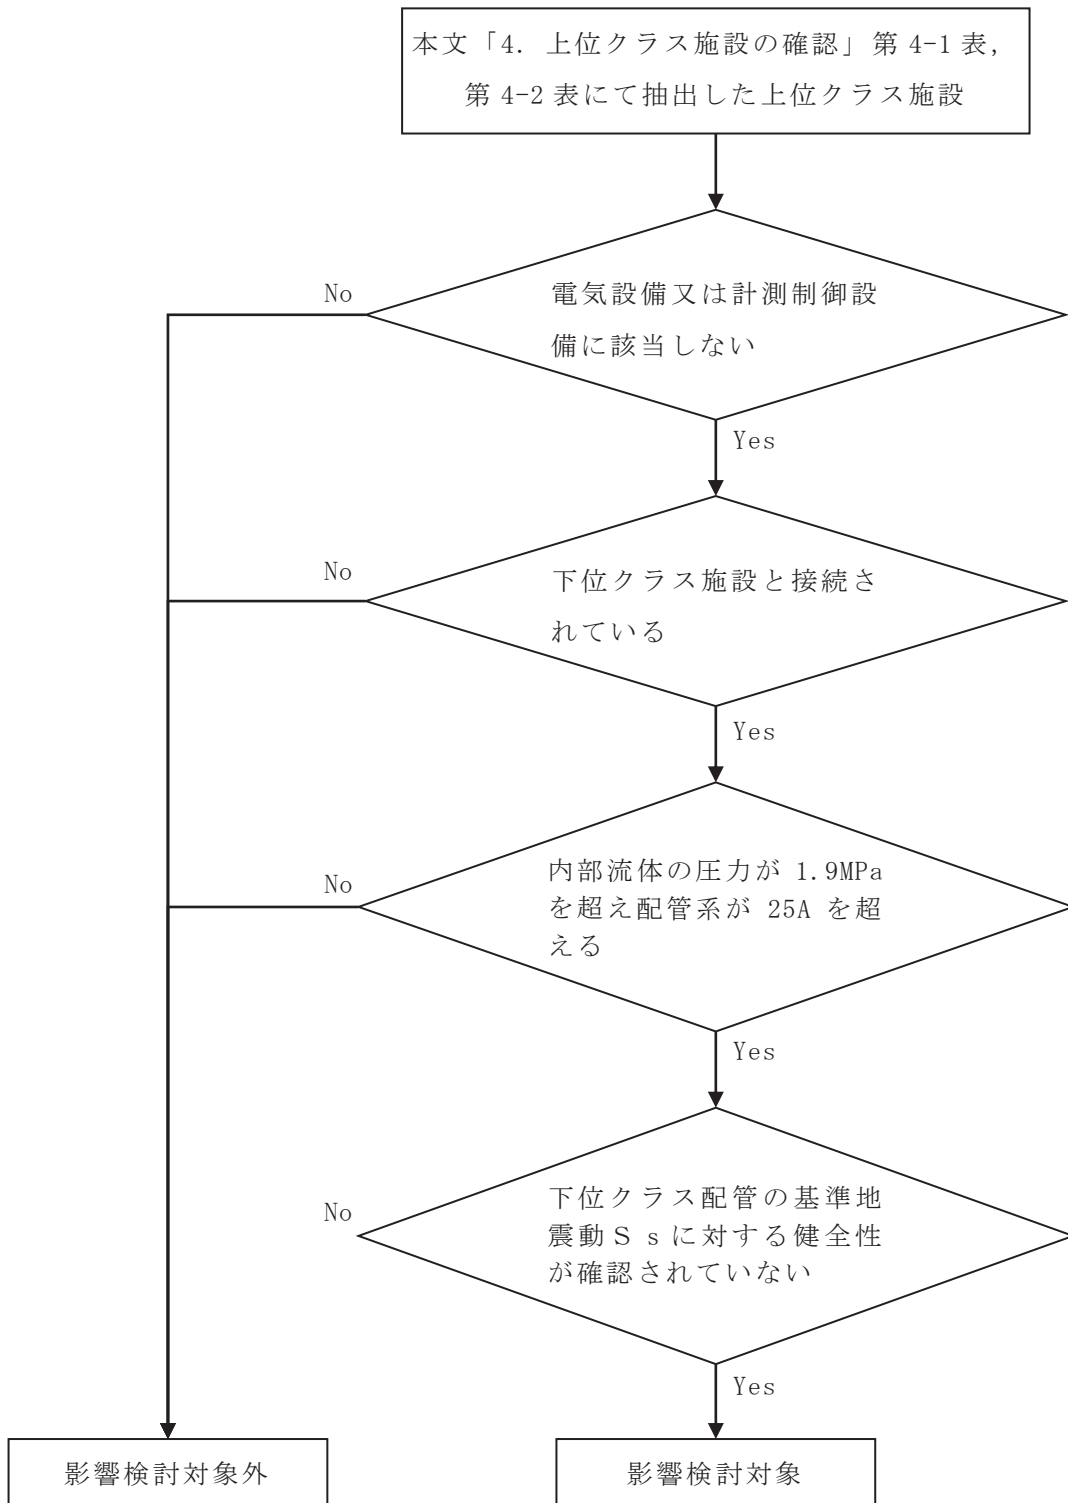 本文「4. 上位クラス施設の確認」第 4-1 表,
第 4-2 表にて抽出した上位クラス施設
No
電気設備又は計測制御設
備に該当しない
Yes
No
下位クラス施設と接続さ
れている
Yes
No
内部流体の圧力が 1.9MPa
を超え配管系が 25A を超
える
Yes
No
下位クラス配管の基準地
震動Ｓｓに対する健全性
が確認されていない
Yes
影響検討対象外
影響検討対象